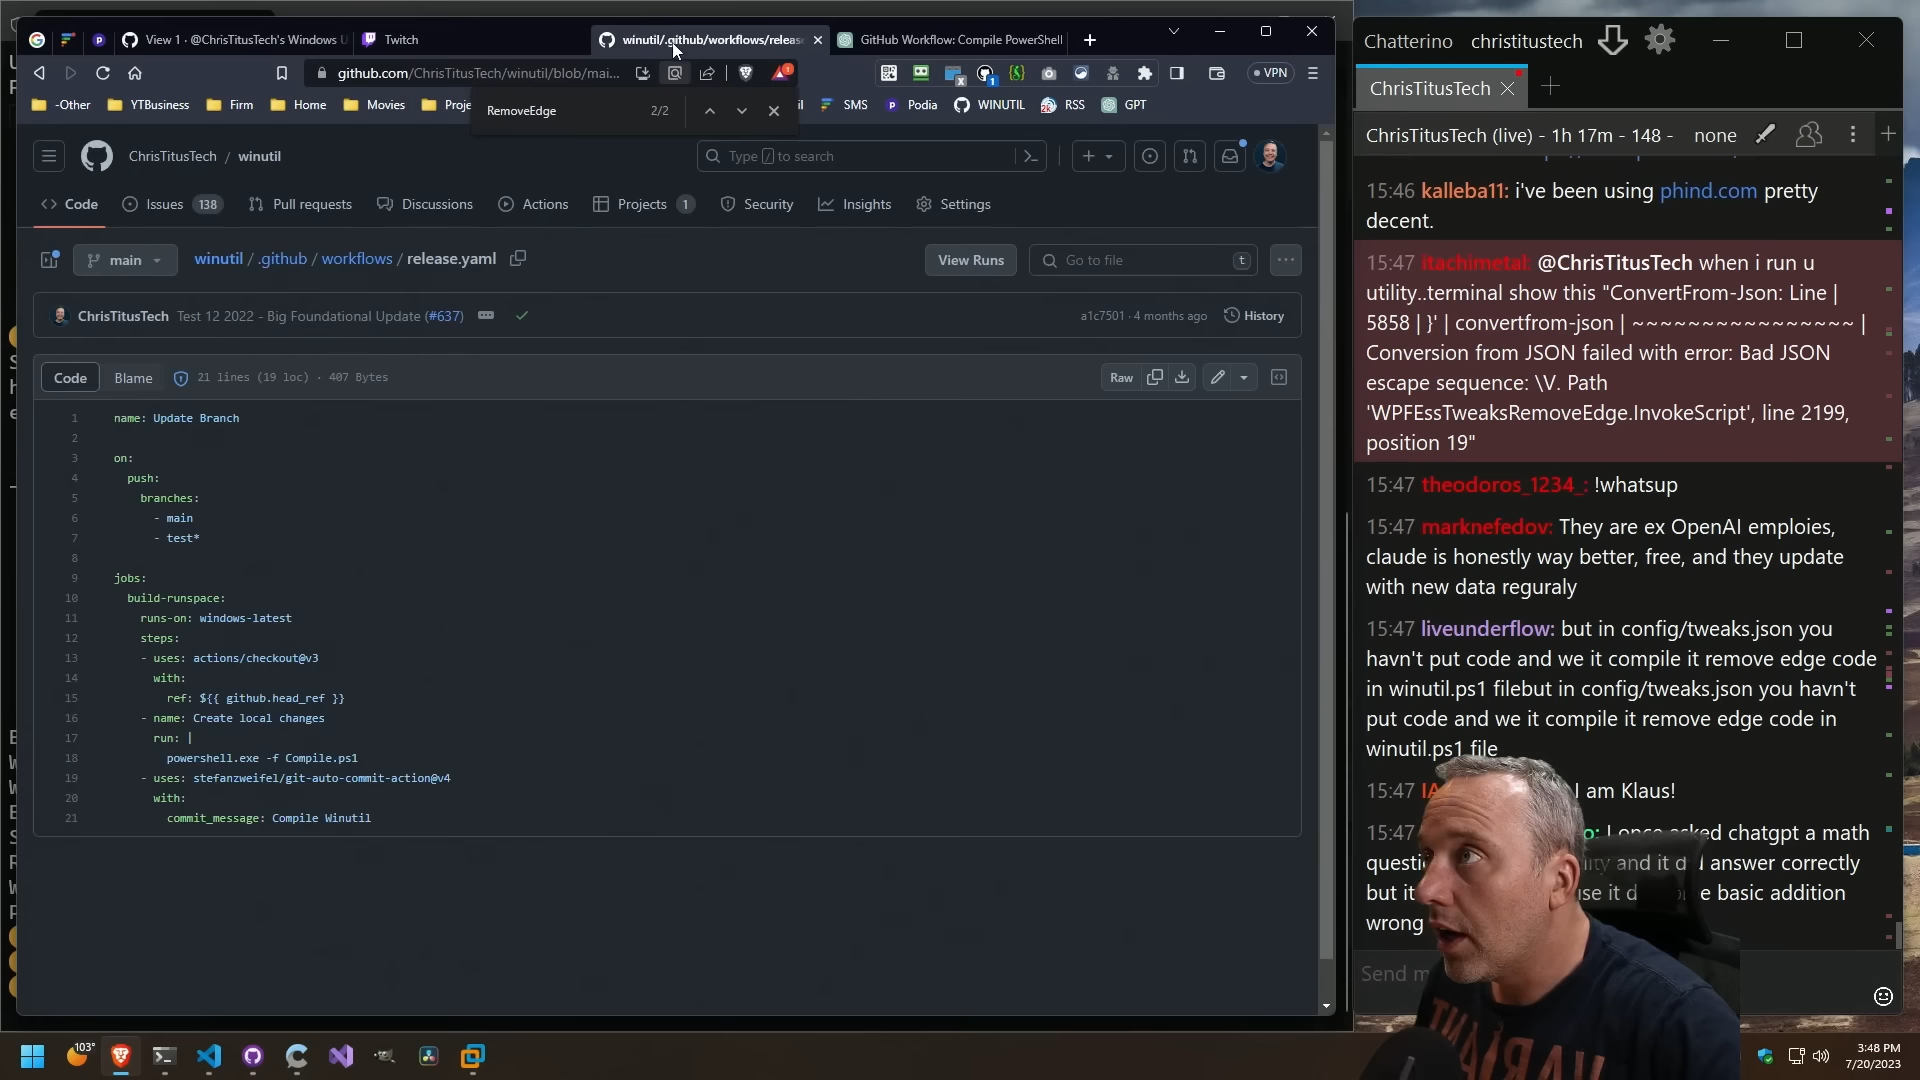 View 1 · @ChrisTitusTech's Windows U
Twitch
winutil/.github/workflows/release
GitHub Workflow: Compile PowerShell
github.com/ChrisTitusTech/winutil/blob/mai...
VPN
-Other
YTBusiness
Firm
Home
Movies
Proje
SMS
Podia
WINUTIL
RSS
GPT
RemoveEdge
2/2
ChrisTitusTech / winutil
Type / to search
Code
Issues 138
Pull requests
Discussions
Actions
Projects 1
Security
Insights
Settings
main
winutil / .github / workflows / release.yaml
View Runs
Go to file
t
ChrisTitusTech Test 12 2022 - Big Foundational Update (#637)
a1c7501 · 4 months ago
History
Code
Blame
21 lines (19 loc) · 407 Bytes
Raw
1 name: Update Branch
2
3 on:
4 push:
5 branches:
6 - main
7 - test*
8
9 jobs:
10 build-runspace:
11 runs-on: windows-latest
12 steps:
13 - uses: actions/checkout@v3
14 with:
15 ref: ${{ github.head_ref }}
16 - name: Create local changes
17 run: |
18 powershell.exe -f Compile.ps1
19 - uses: stefanzweifel/git-auto-commit-action@v4
20 with:
21 commit_message: Compile Winutil
Chatterino christitustech
ChrisTitusTech
ChrisTitusTech (live) - 1h 17m - 148 - none
15:46 kalleba11: i've been using phind.com pretty
decent.
15:47 itachimetal: @ChrisTitusTech when i run u
utility..terminal show this "ConvertFrom-Json: Line |
5858 | }' | convertfrom-json | ~~~~~~~~~~~~~~~~ |
Conversion from JSON failed with error: Bad JSON
escape sequence: \V. Path
'WPFEssTweaksRemoveEdge.InvokeScript', line 2199,
position 19"
15:47 theodoros_1234_: !whatsup
15:47 marknefedov: They are ex OpenAI emploies,
claude is honestly way better, free, and they update
with new data reguraly
15:47 liveunderflow: but in config/tweaks.json you
havn't put code and we it compile it remove edge code
in winutil.ps1 filebut in config/tweaks.json you havn't
put code and we it compile it remove edge code in
winutil.ps1 file
15:47 I am Klaus!
15:47 I once asked chatgpt a math
and it did answer correctly
but it basic addition
wrong
Send
103°
3:48 PM
7/20/2023